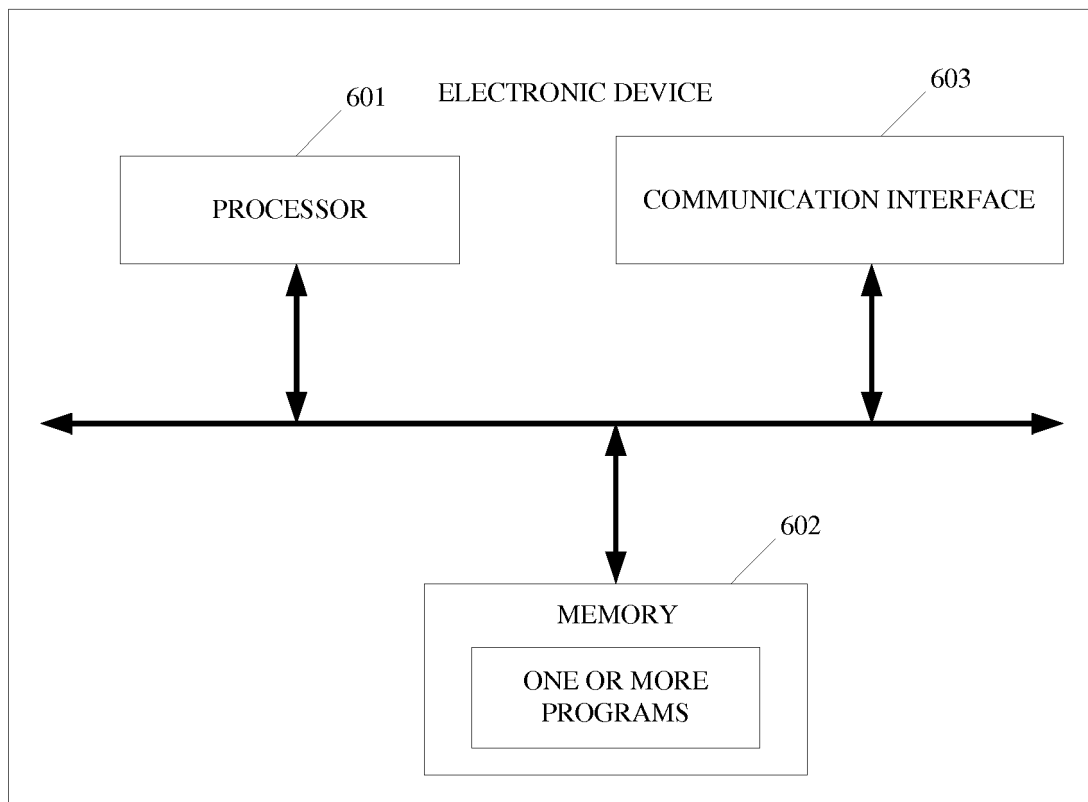 601
ELECTRONIC DEVICE
603
PROCESSOR
COMMUNICATION INTERFACE
602
MEMORY
ONE OR MORE
PROGRAMS